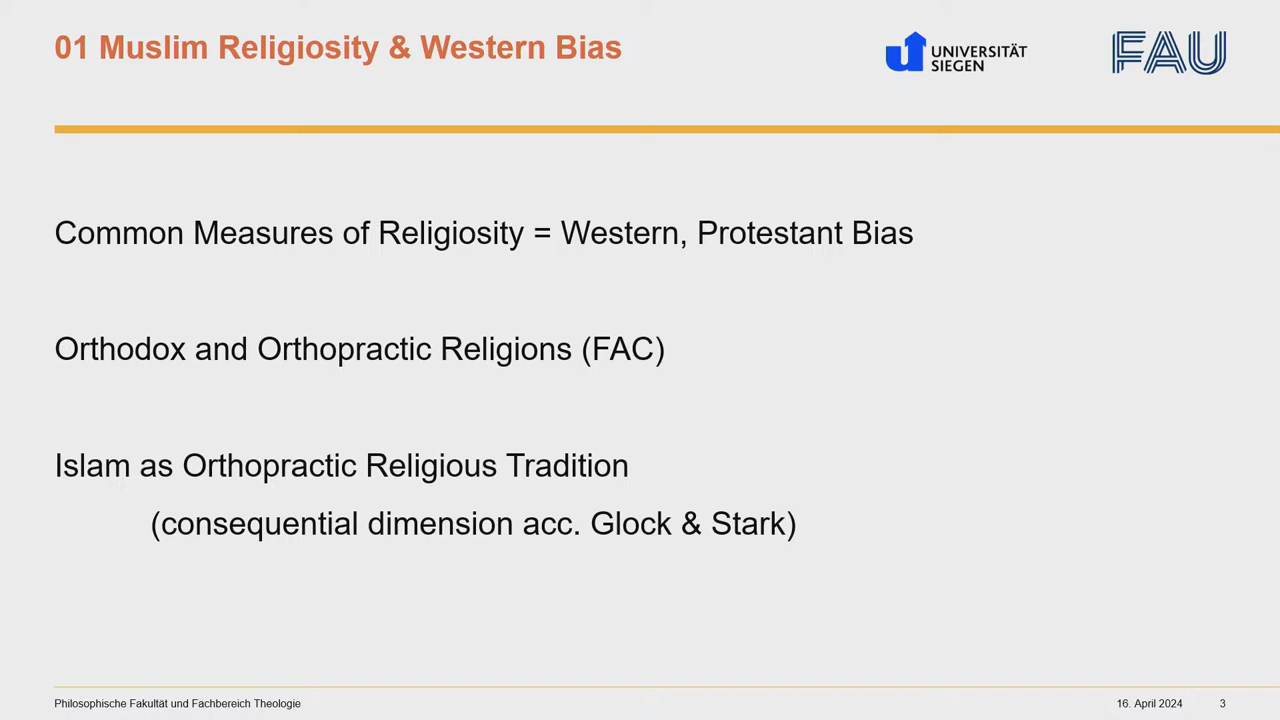 01 Muslim Religiosity & Western Bias
UNIVERSITÄT
SIEGEN
FAU
Common Measures of Religiosity = Western, Protestant Bias
Orthodox and Orthopractic Religions (FAC)
Islam as Orthopractic Religious Tradition
(consequential dimension acc. Glock & Stark)
Philosophische Fakultät und Fachbereich Theologie
16. April 2024
3